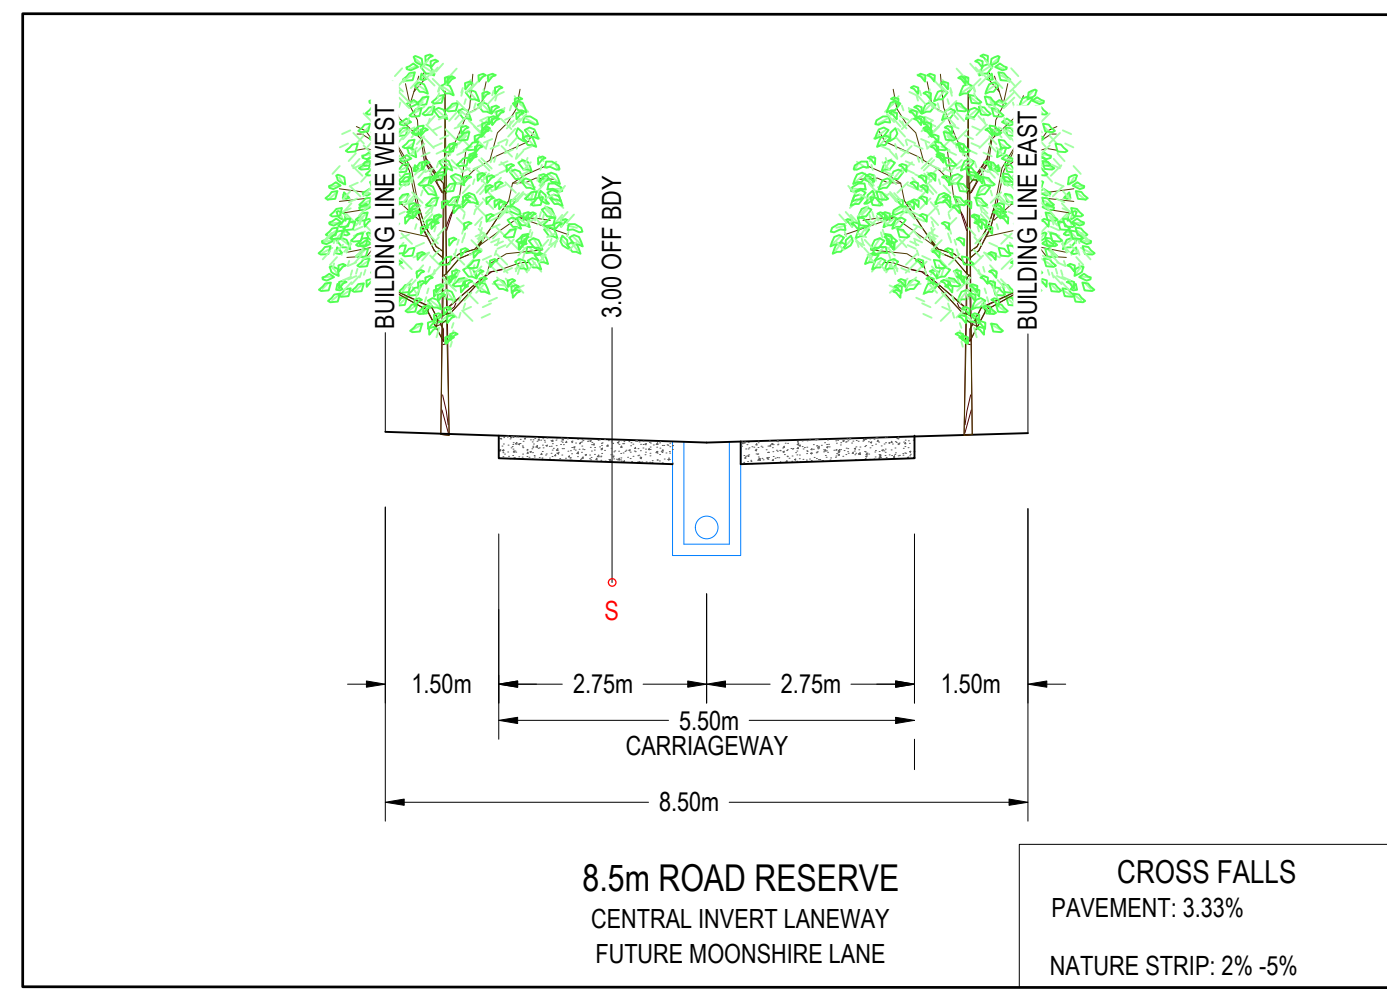 BUILDING LINE WEST
3.00 OFF BDY
BUILDING LINE EAST
S
1.50m
2.75m
2.75m
1.50m
5.50m
CARRIAGEWAY
8.50m
8.5m ROAD RESERVE
CENTRAL INVERT LANEWAY
FUTURE MOONSHIRE LANE
CROSS FALLS
PAVEMENT: 3.33%
NATURE STRIP: 2% -5%